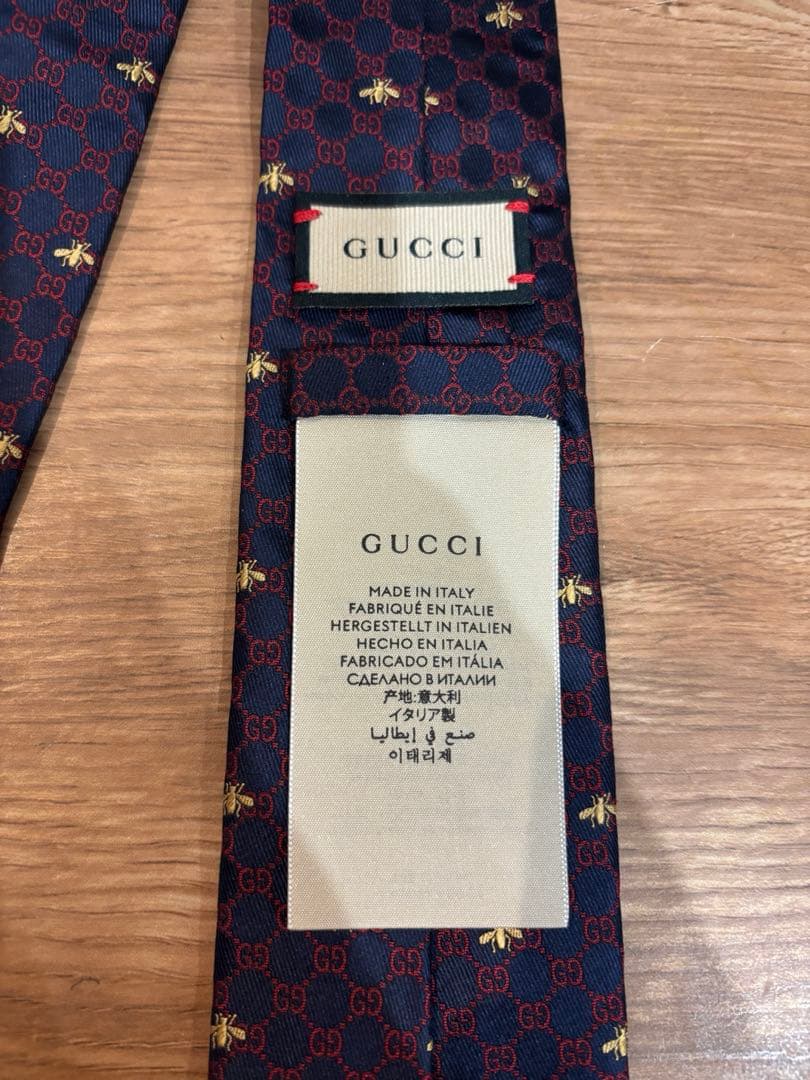 GUCCI
GUCCI
MADE IN ITALY
FABRIQUÉ EN ITALIE
HERGESTELLT IN ITALIEN
HECHO EN ITALIA
FABRICADO EM ITÁLIA
СДЕЛАНО В ИТАЛИИ
产地:意大利
イタリア製
صنع في إيطاليا
이태리제